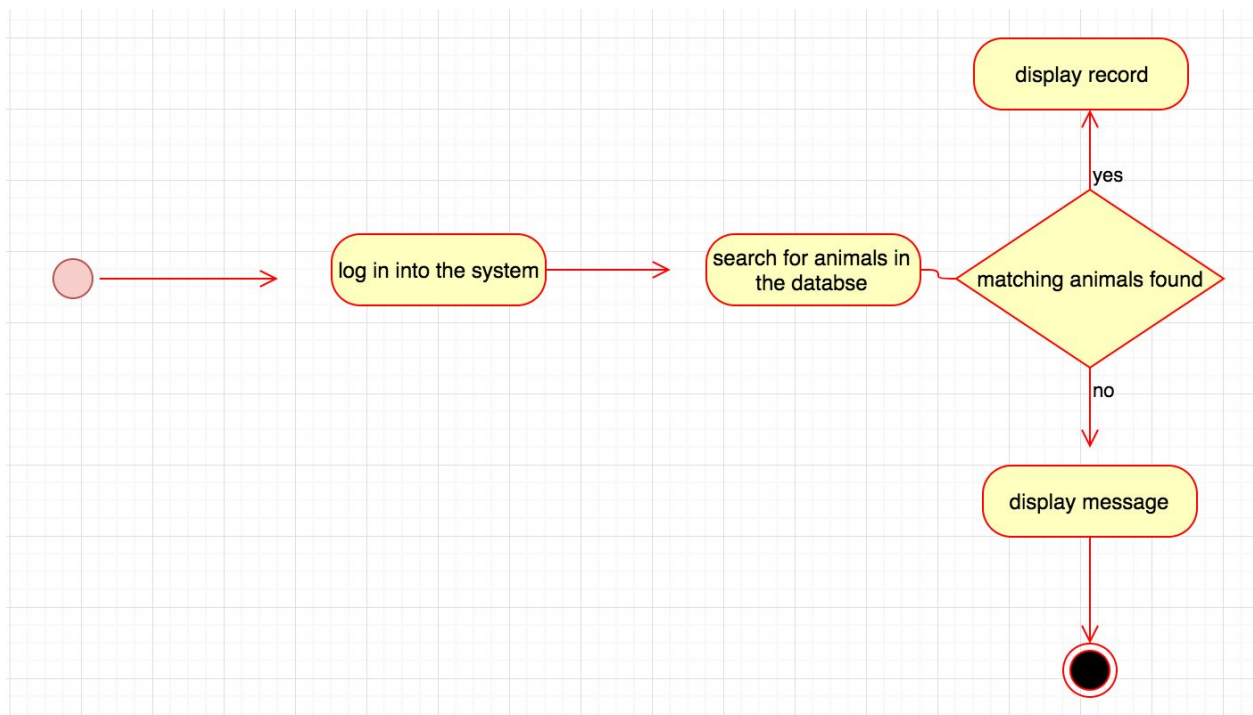 display record
yes
log in into the system
search for animals in
the databse
matching animals found
no
display message